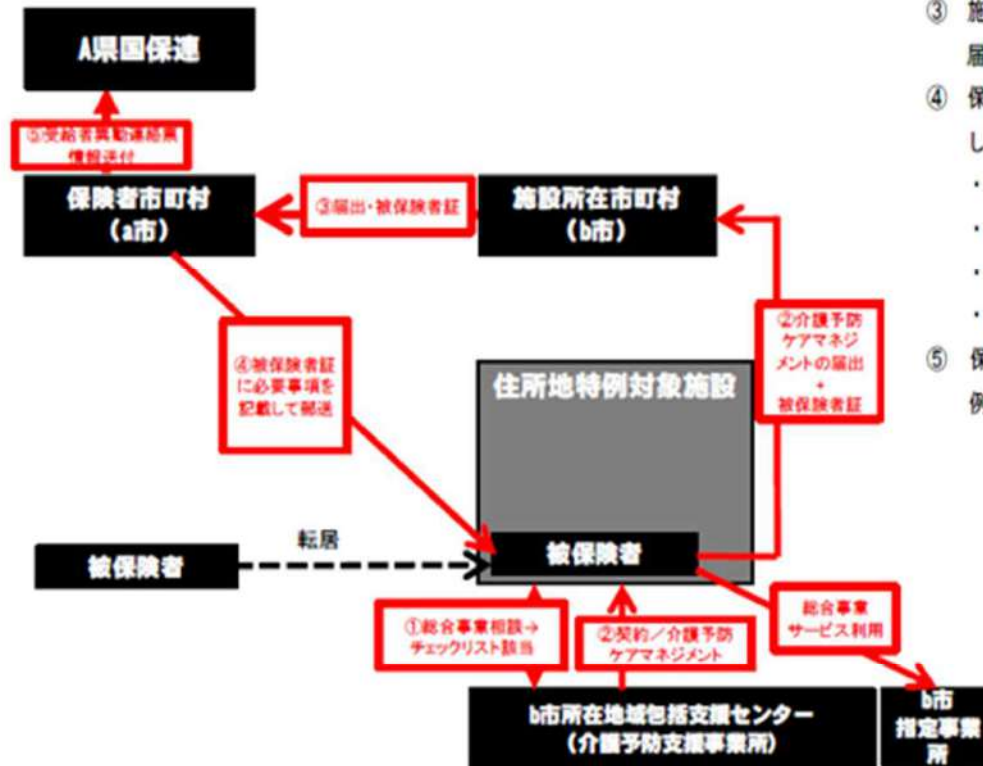 A県国保連
⑤受給者異動連絡票
情報送付
保険者市町村
(a市)
③届出・被保険者証
施設所在市町村
(b市)
④被保険者証
に必要事項を
記載して郵送
②介護予防
ケアマネジ
メントの届出
+
被保険者証
住所地特例対象施設
被保険者
転居
被保険者
①総合事業相談→
チェックリスト該当
②契約／介護予防
ケアマネジメント
総合事業
サービス利用
b市所在地域包括支援センター
(介護予防支援事業所)
b市
指定事業
所
③ 施
届
④ 保
し
・
・
・
・
⑤ 保
例